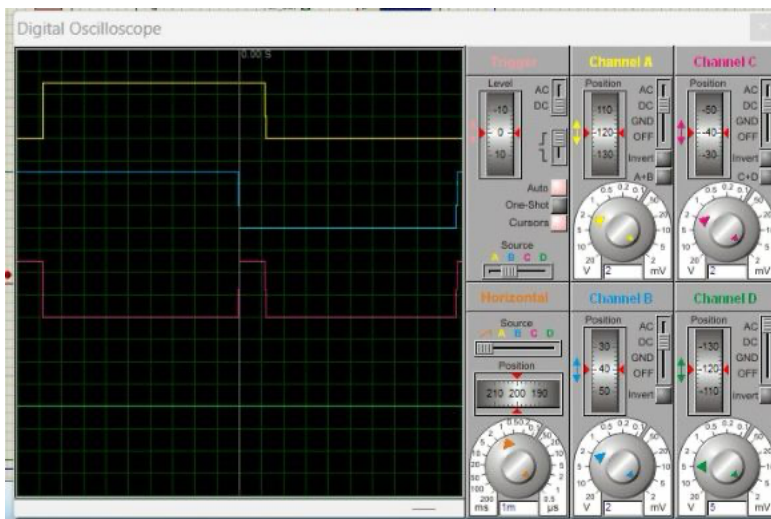 Digital Oscilloscope
0.00 S
Trigger
Level
-10
0
10
AC
DC
Auto
One-Shot
Cursors
Source
A B C D
Channel A
Position
110
-120
130
AC
DC
GND
OFF
Invert
A+B
V 2 mV
Channel C
Position
-50
-40
-30
AC
DC
GND
OFF
Invert
C+D
V 2 mV
Horizontal
Source
A B C D
Position
210 200 190
ms 1m µs
Channel B
Position
30
40
50
AC
DC
GND
OFF
Invert
V 2 mV
Channel D
Position
-130
-120
-110
AC
DC
GND
OFF
Invert
V 5 mV